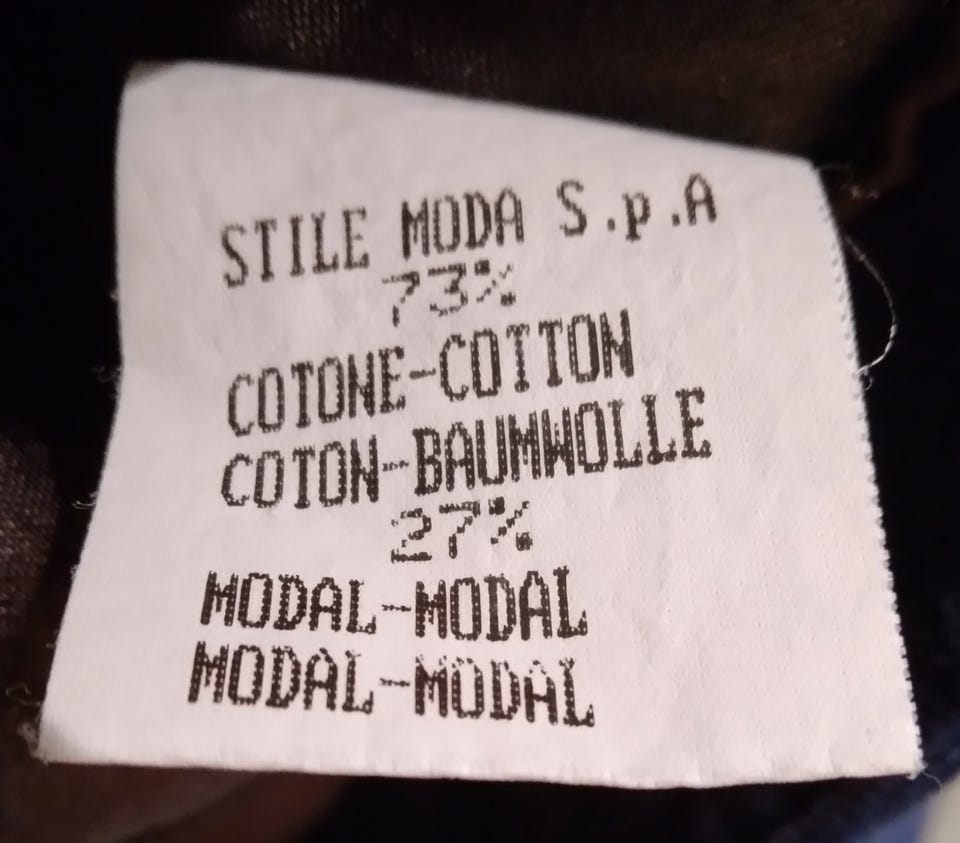 STILE MODA S.p.A
73%
COTONE-COTTON
COTON-BAUMWOLLE
27%
MODAL-MODAL
MODAL-MODAL